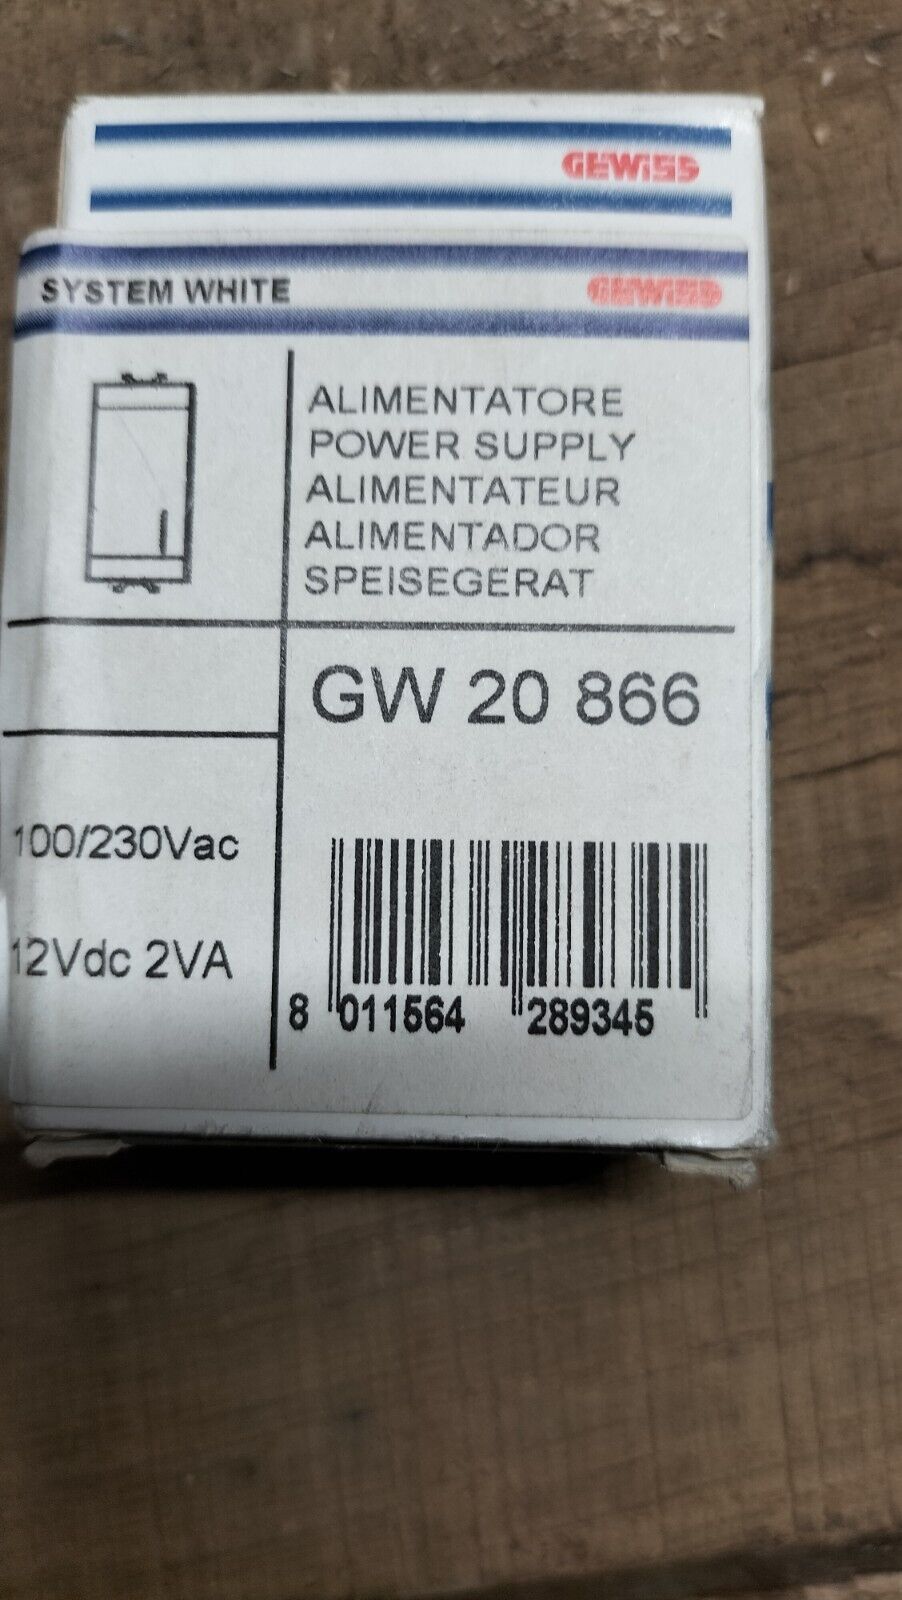 GEWISS
SYSTEM WHITE GEWISS
ALIMENTATORE
POWER SUPPLY
ALIMENTATEUR
ALIMENTADOR
SPEISEGERAT
GW 20 866
100/230Vac
12Vdc 2VA
8 011564 289345